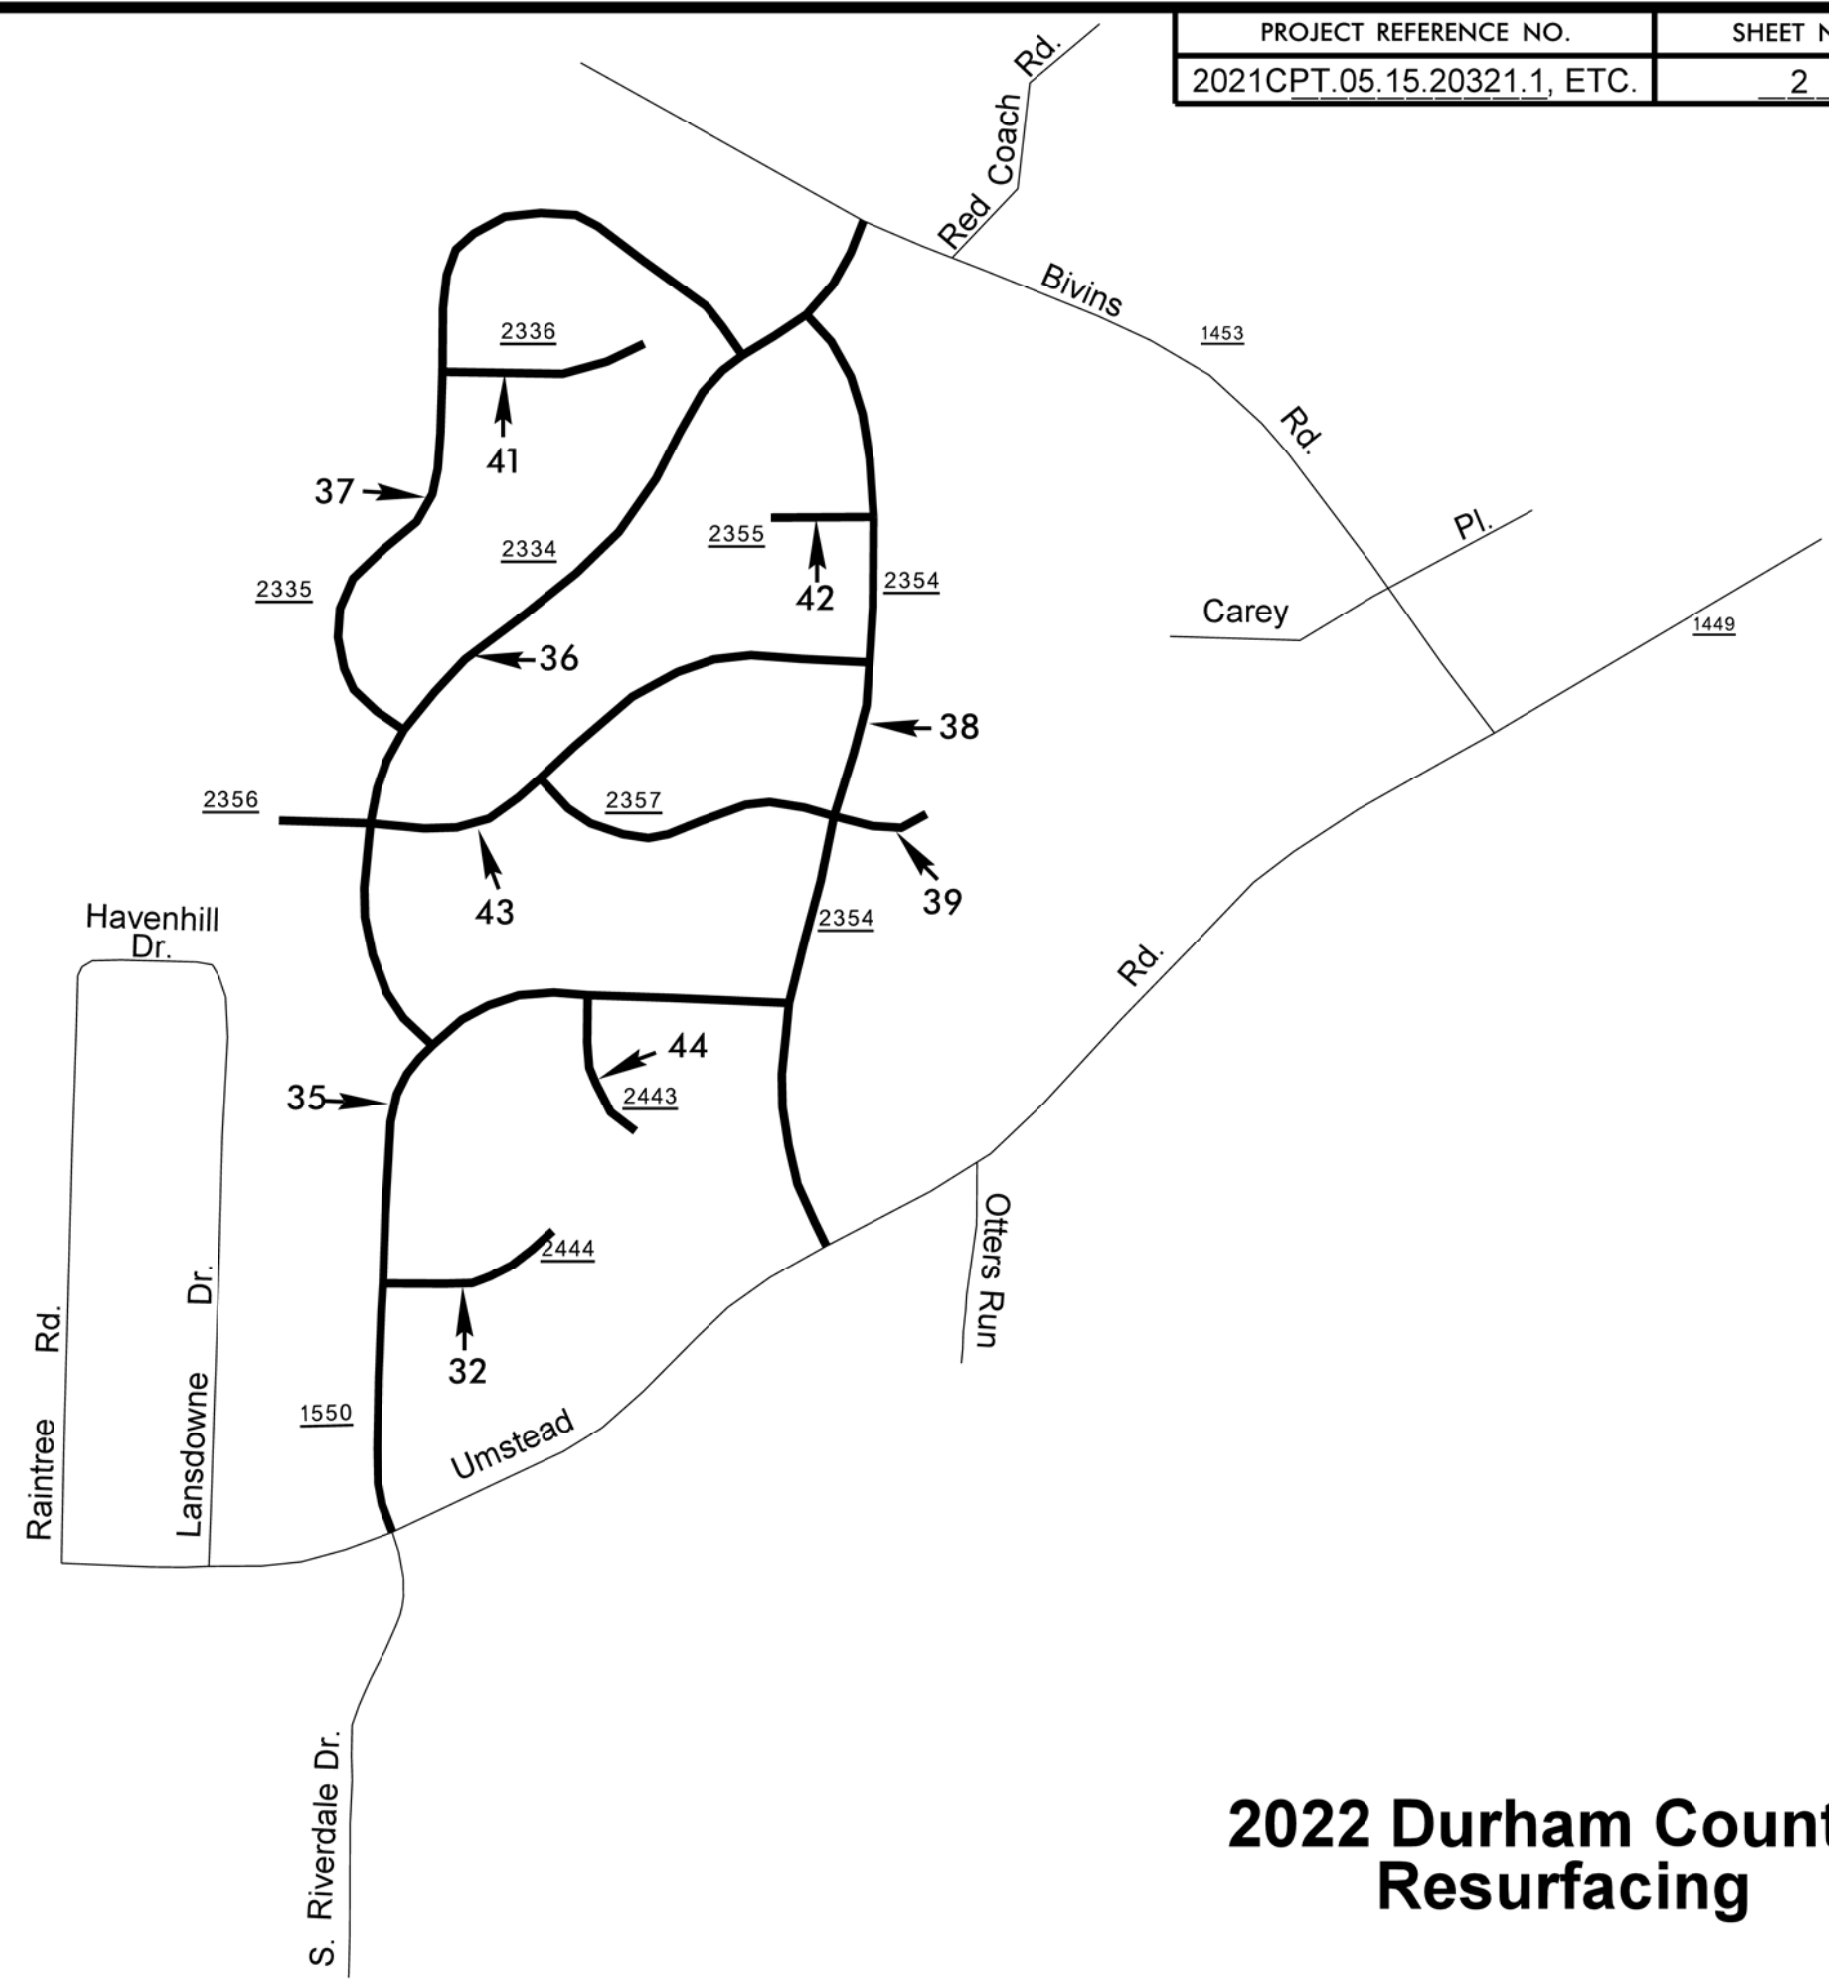 PROJECT REFERENCE NO.
SHEET N
2021CPT.05.15.20321.1, ETC.
2
Red Coach Rd.
Bivins Rd.
1453
2336
41
37
2334
2355
42
2354
2335
36
Carey Pl.
1449
38
2356
2357
43
39
2354
Havenhill
Dr.
Rd.
44
35
2443
Otters Run
2444
32
Raintree Rd.
Lansdowne Dr.
1550
Umstead
S. Riverdale Dr.
2022 Durham Count
Resurfacing